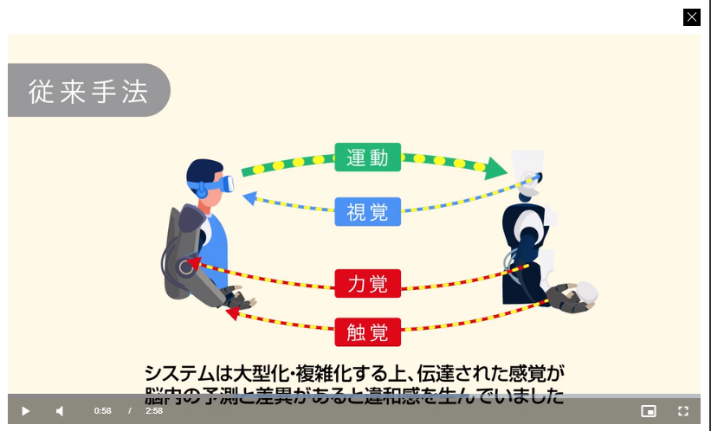 従来手法
運動
視覚
力覚
触覚
システムは大型化・複雑化する上、伝達された感覚が
脳内の予測と差異があると違和感を生んでいました
0:58 / 2:58